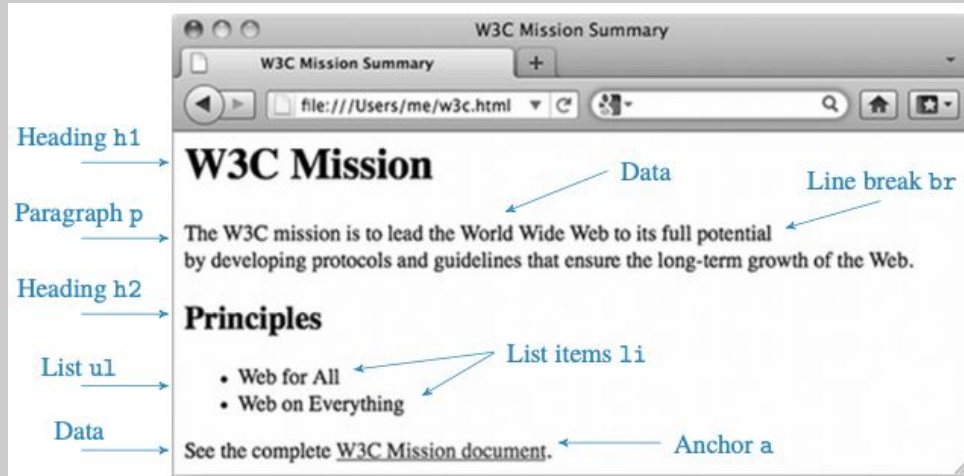 W3C Mission Summary
W3C Mission Summary
+
file:///Users/me/w3c.html
Heading h1
W3C Mission
Data
Line break br
Paragraph p
The W3C mission is to lead the World Wide Web to its full potential
by developing protocols and guidelines that ensure the long-term growth of the Web.
Heading h2
Principles
List ul
List items li
• Web for All
• Web on Everything
Data
See the complete W3C Mission document.
Anchor a